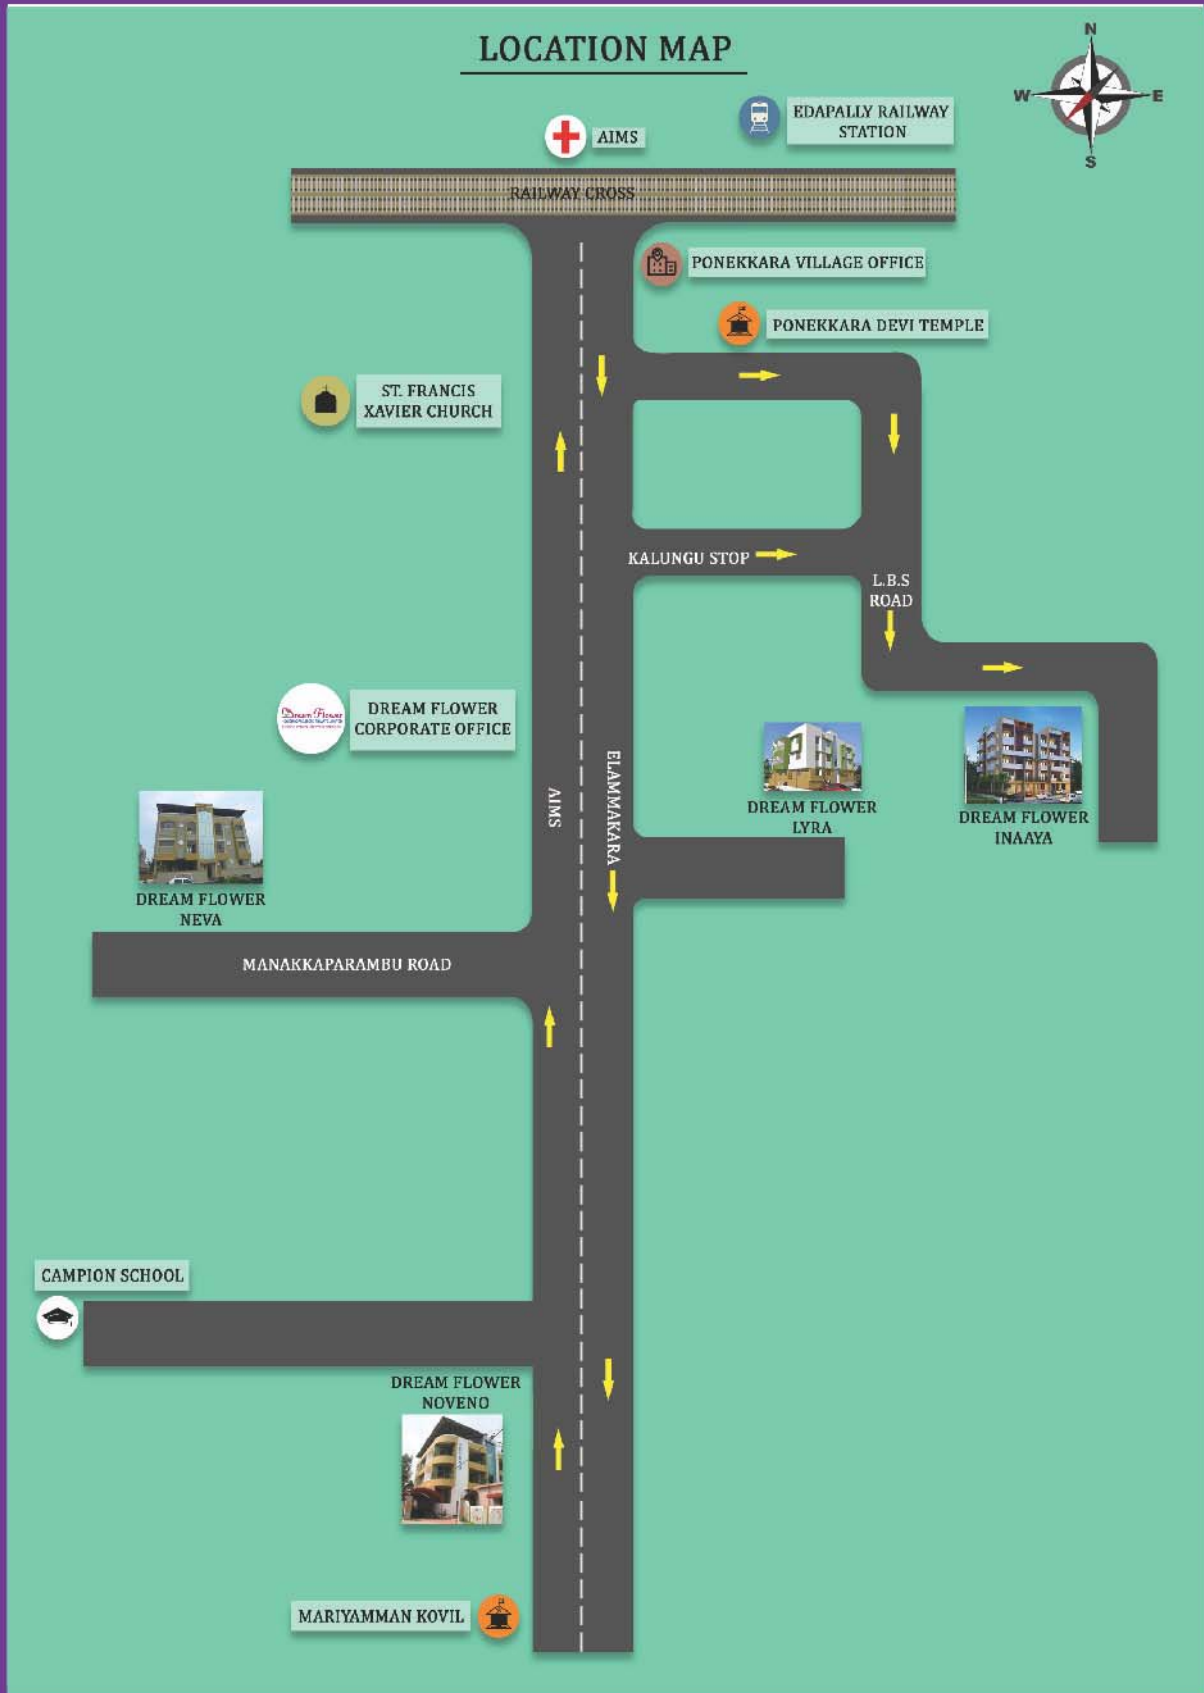 LOCATION MAP
N
W
E
S
EDAPALLY RAILWAY
STATION
AIMS
RAILWAY CROSS
PONEKKARA VILLAGE OFFICE
PONEKKARA DEVI TEMPLE
ST. FRANCIS
XAVIER CHURCH
KALUNGU STOP
L.B.S
ROAD
Dream Flower
DREAM FLOWER
CORPORATE OFFICE
AIMS
ELAMMAKARA
DREAM FLOWER
LYRA
DREAM FLOWER
INAAYA
DREAM FLOWER
NEVA
MANAKKAPARAMBU ROAD
CAMPION SCHOOL
DREAM FLOWER
NOVENO
MARIYAMMAN KOVIL